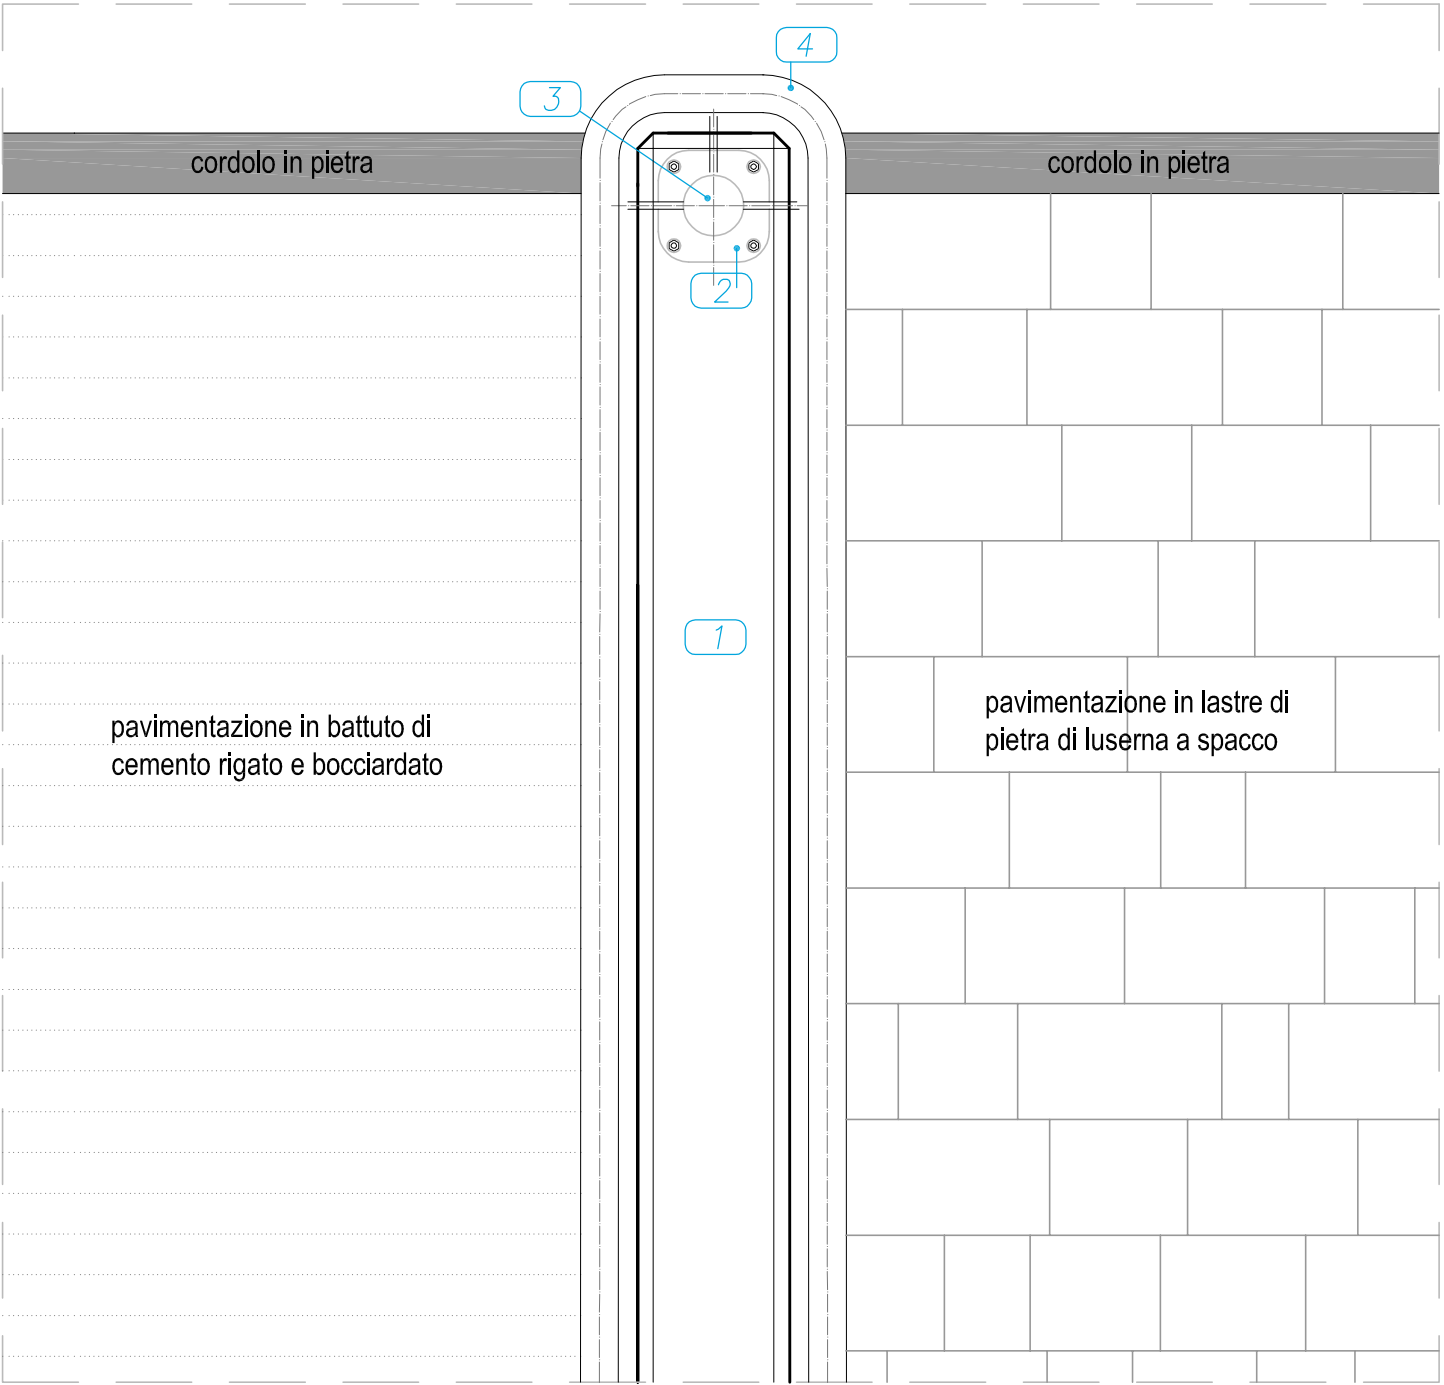 4
3
cordolo in pietra
cordolo in pietra
2
1
pavimentazione in battuto di
cemento rigato e bocciardato
pavimentazione in lastre di
pietra di luserna a spacco